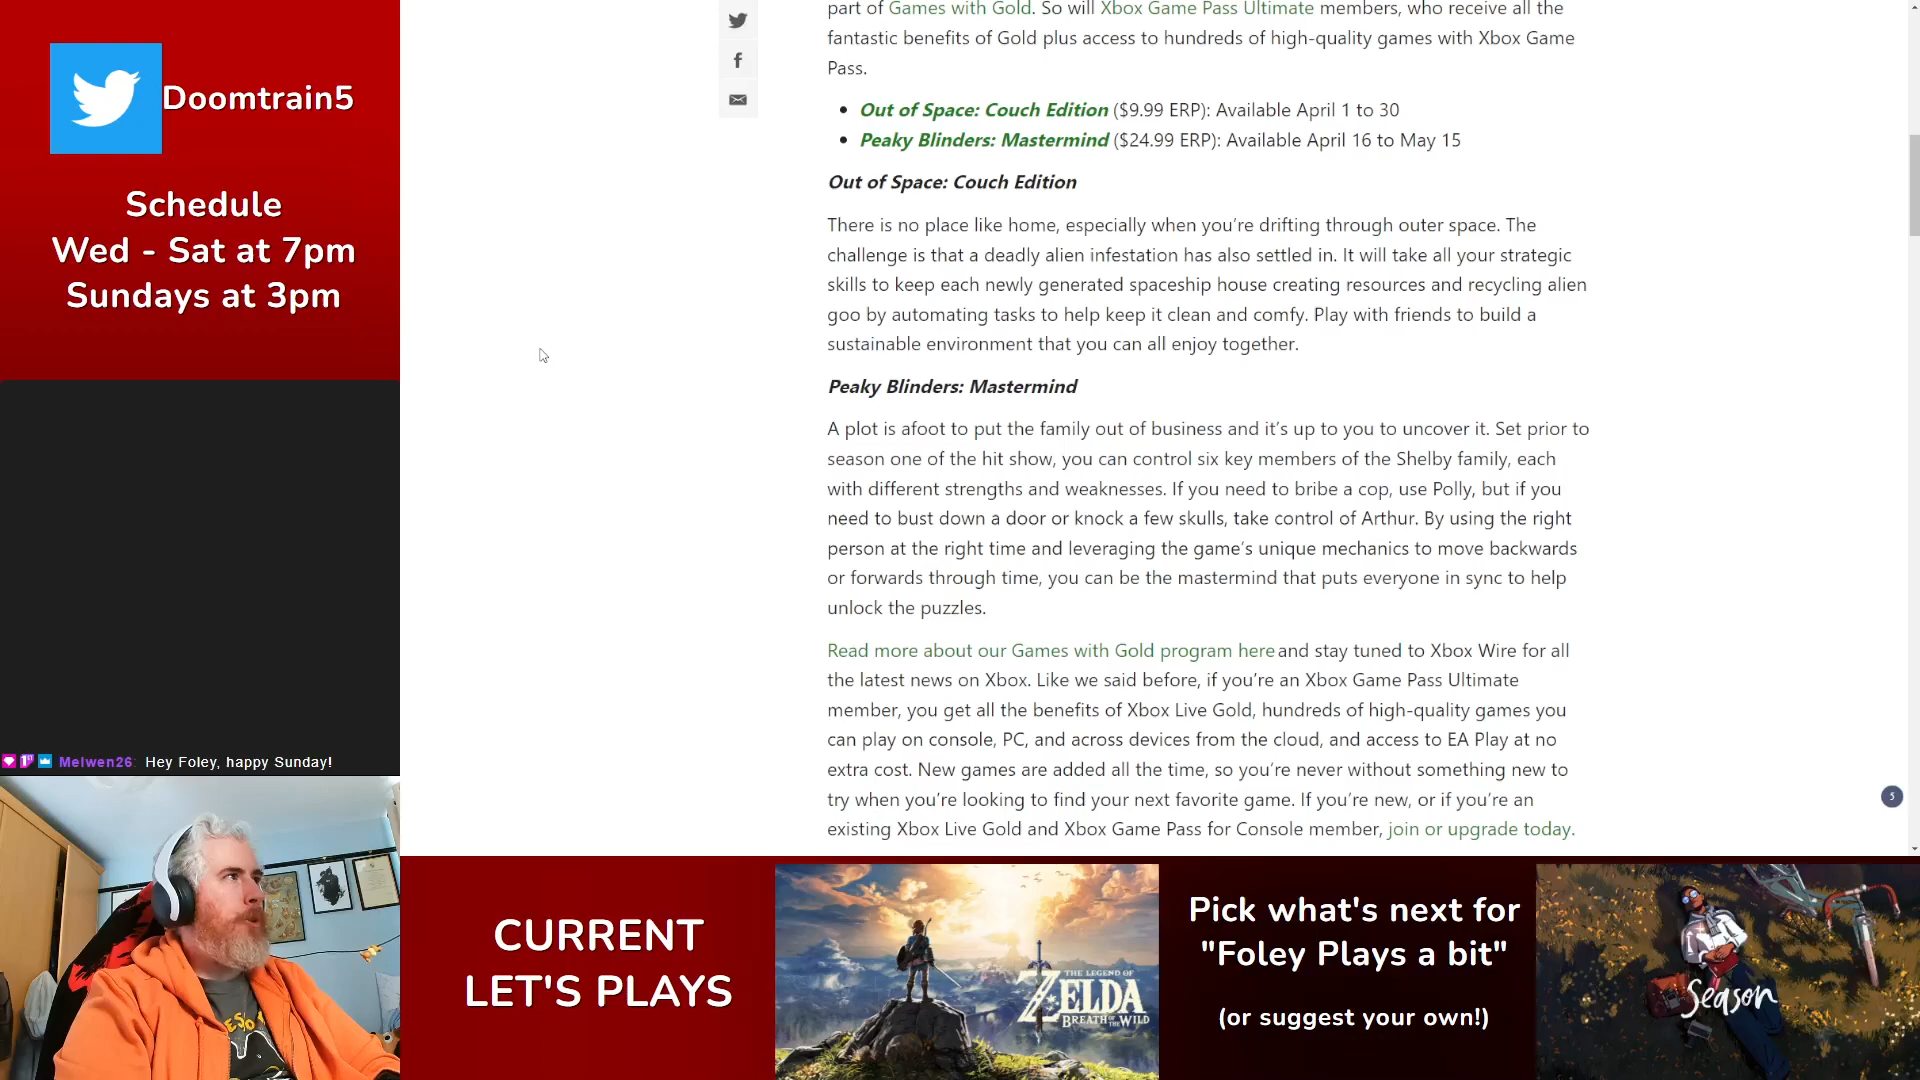 Doomtrain5
Schedule
Wed - Sat at 7pm
Sundays at 3pm
Melwen26: Hey Foley, happy Sunday!
part of Games with Gold. So will Xbox Game Pass Ultimate members, who receive all the
fantastic benefits of Gold plus access to hundreds of high-quality games with Xbox Game
Pass.
• Out of Space: Couch Edition ($9.99 ERP): Available April 1 to 30
• Peaky Blinders: Mastermind ($24.99 ERP): Available April 16 to May 15
Out of Space: Couch Edition
There is no place like home, especially when you’re drifting through outer space. The
challenge is that a deadly alien infestation has also settled in. It will take all your strategic
skills to keep each newly generated spaceship house creating resources and recycling alien
goo by automating tasks to help keep it clean and comfy. Play with friends to build a
sustainable environment that you can all enjoy together.
Peaky Blinders: Mastermind
A plot is afoot to put the family out of business and it’s up to you to uncover it. Set prior to
season one of the hit show, you can control six key members of the Shelby family, each
with different strengths and weaknesses. If you need to bribe a cop, use Polly, but if you
need to bust down a door or knock a few skulls, take control of Arthur. By using the right
person at the right time and leveraging the game’s unique mechanics to move backwards
or forwards through time, you can be the mastermind that puts everyone in sync to help
unlock the puzzles.
Read more about our Games with Gold program here and stay tuned to Xbox Wire for all
the latest news on Xbox. Like we said before, if you’re an Xbox Game Pass Ultimate
member, you get all the benefits of Xbox Live Gold, hundreds of high-quality games you
can play on console, PC, and across devices from the cloud, and access to EA Play at no
extra cost. New games are added all the time, so you’re never without something new to
try when you’re looking to find your next favorite game. If you’re new, or if you’re an
existing Xbox Live Gold and Xbox Game Pass for Console member, join or upgrade today.
5
CURRENT
LET'S PLAYS
THE LEGEND OF
ZELDA
BREATH OF THE WILD
Pick what's next for
"Foley Plays a bit"
(or suggest your own!)
Season